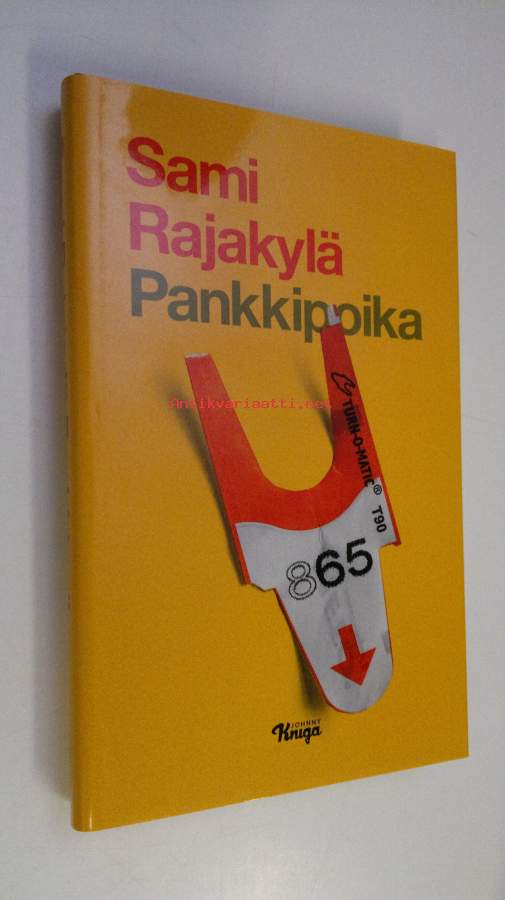 Sami
Rajakylä
Pankkipoika
Antikvariaatti.net
TURN-O-MATIC® T90
865
JOHNNY
Kniga